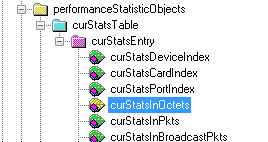 performanceStatisticObjects
curStatsTable
curStatsEntry
curStatsDeviceIndex
curStatsCardIndex
curStatsPortIndex
curStatsInOctets
curStatsInPkts
curStatsInBroadcastPkts